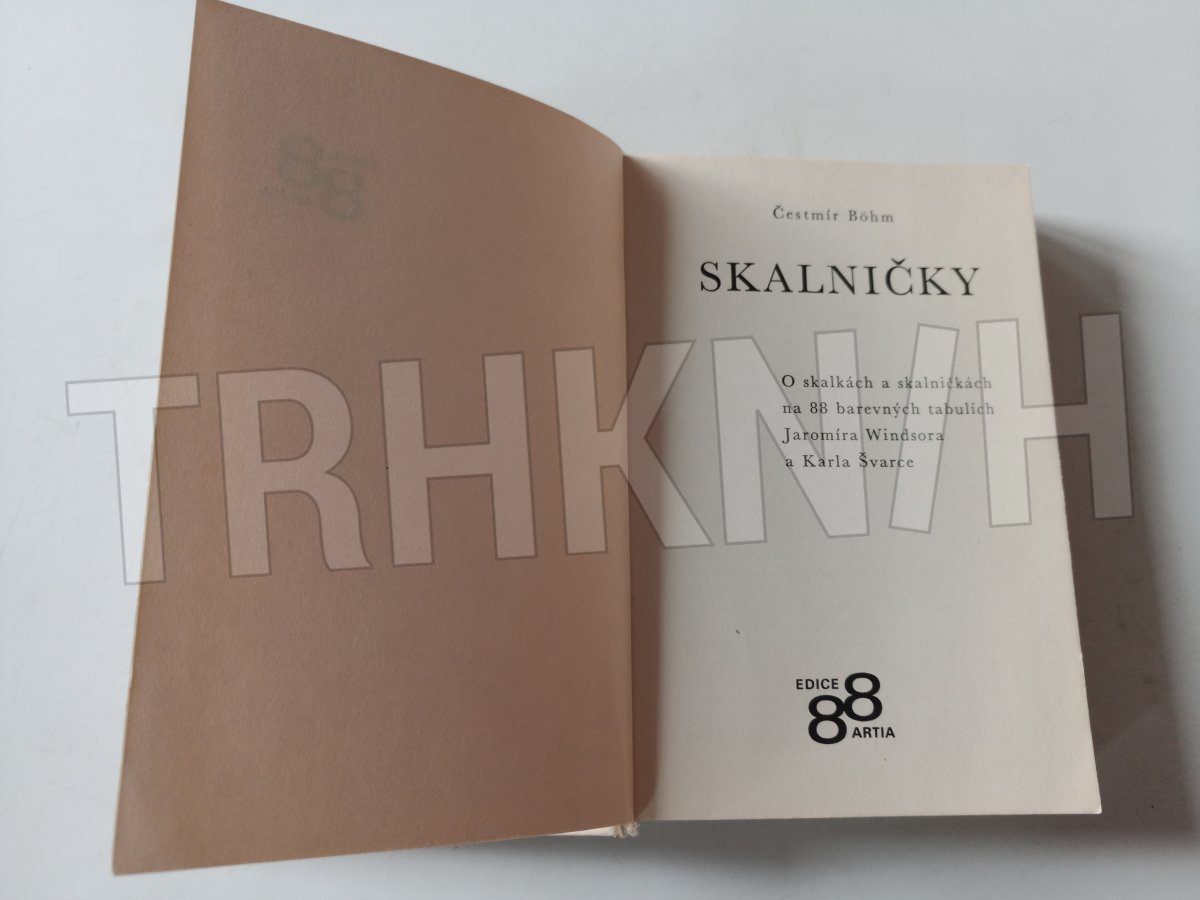 Čestmír Böhm
SKALNIČKY
O skalkách a skalničkách
na 88 barevných tabulích
Jaromíra Windsora
a Karla Švarce
EDICE
88
ARTIA
TRHKNIH